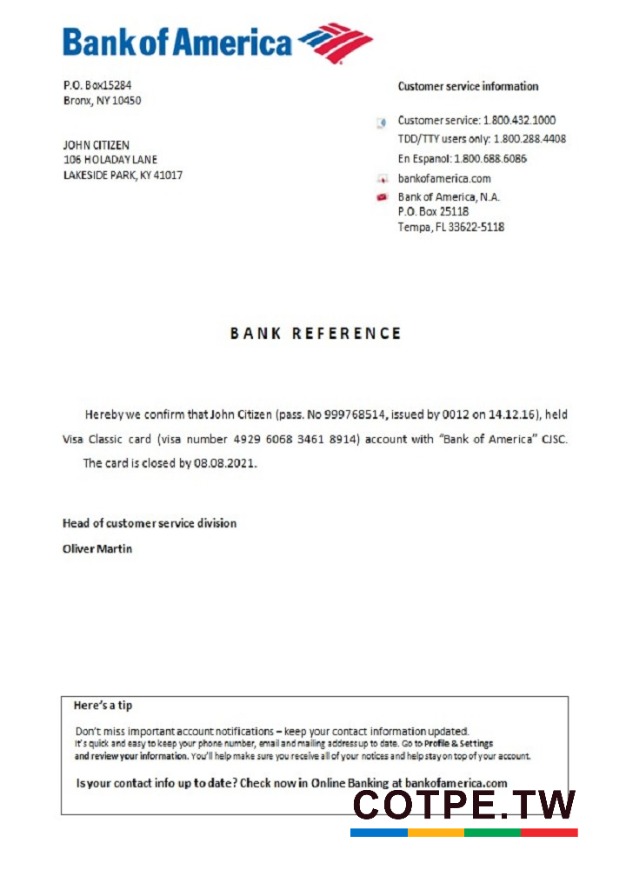 Bank of America
P.O. Box15284
Bronx, NY 10450
JOHN CITIZEN
106 HOLADAY LANE
LAKESIDE PARK, KY 41017
Customer service information
Customer service: 1.800.432.1000
TDD/TTY users only: 1.800.288.4408
En Espanol: 1.800.688.6086
bankofamerica.com
Bank of America, N.A.
P.O. Box 25118
Tempa, FL 33622-5118
BANK REFERENCE
Hereby we confirm that John Citizen (pass. No 999768514, issued by 0012 on 14.12.16), held
Visa Classic card (visa number 4929 6068 3461 8914) account with "Bank of America" CJSC.
The card is closed by 08.08.2021.
Head of customer service division
Oliver Martin
Here's a tip
Don't miss important account notifications – keep your contact information updated.
It's quick and easy to keep your phone number, email and mailing address up to date. Go to Profile & Settings
and review your information. You'll help make sure you receive all of your notices and help stay on top of your account.
Is your contact info up to date? Check now in Online Banking at bankofamerica.com
COTPE.TW